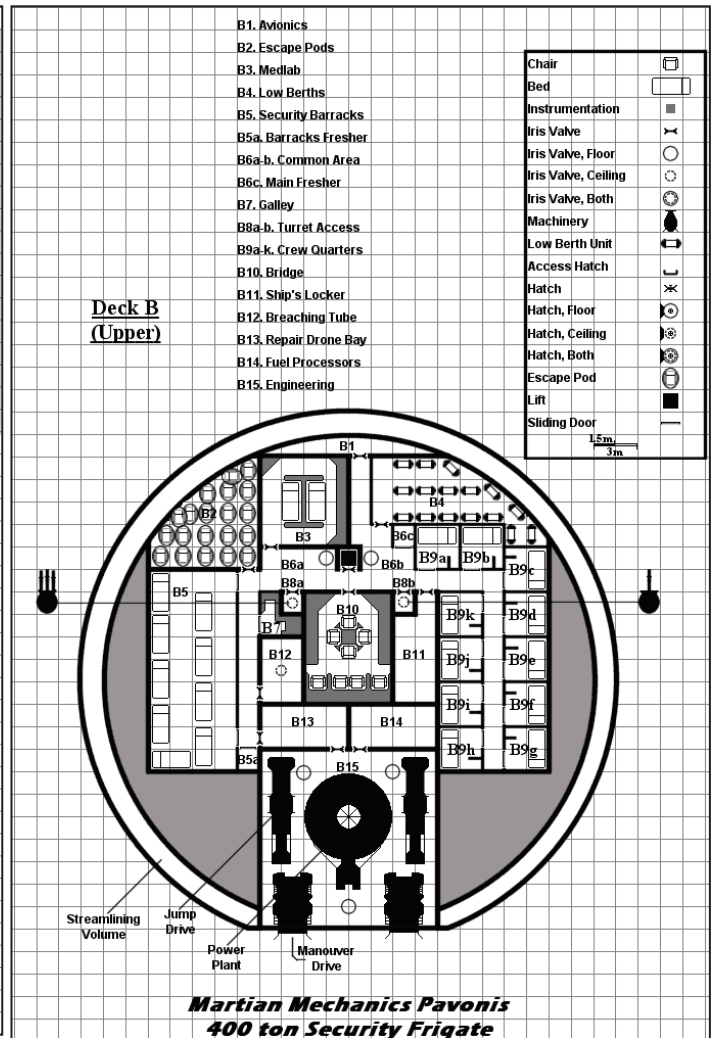 B1. Avionics
B2. Escape Pods
B3. Medlab
B4. Low Berths
B5. Security Barracks
B5a. Barracks Fresher
B6a-b. Common Area
B6c. Main Fresher
B7. Galley
B8a-b. Turret Access
B9a-k. Crew Quarters
B10. Bridge
B11. Ship's Locker
B12. Breaching Tube
B13. Repair Drone Bay
B14. Fuel Processors
B15. Engineering
Deck B
(Upper)
Chair
Bed
Instrumentation
Iris Valve
Iris Valve, Floor
Iris Valve, Ceiling
Iris Valve, Both
Machinery
Low Berth Unit
Access Hatch
Hatch
Hatch, Floor
Hatch, Ceiling
Hatch, Both
Escape Pod
Lift
Sliding Door
1.5m
3m
B1
B2
B3
B4
B6c
B9a
B9b
B9c
B6a
B6b
B5
B8a
B8b
B10
B7
B9k
B9d
B12
B11
B9j
B9e
B9i
B9f
B13
B14
B9h
B9g
B5a
B15
Streamlining
Volume
Jump
Drive
Power
Plant
Manouver
Drive
Martian Mechanics Pavonis
400 ton Security Frigate